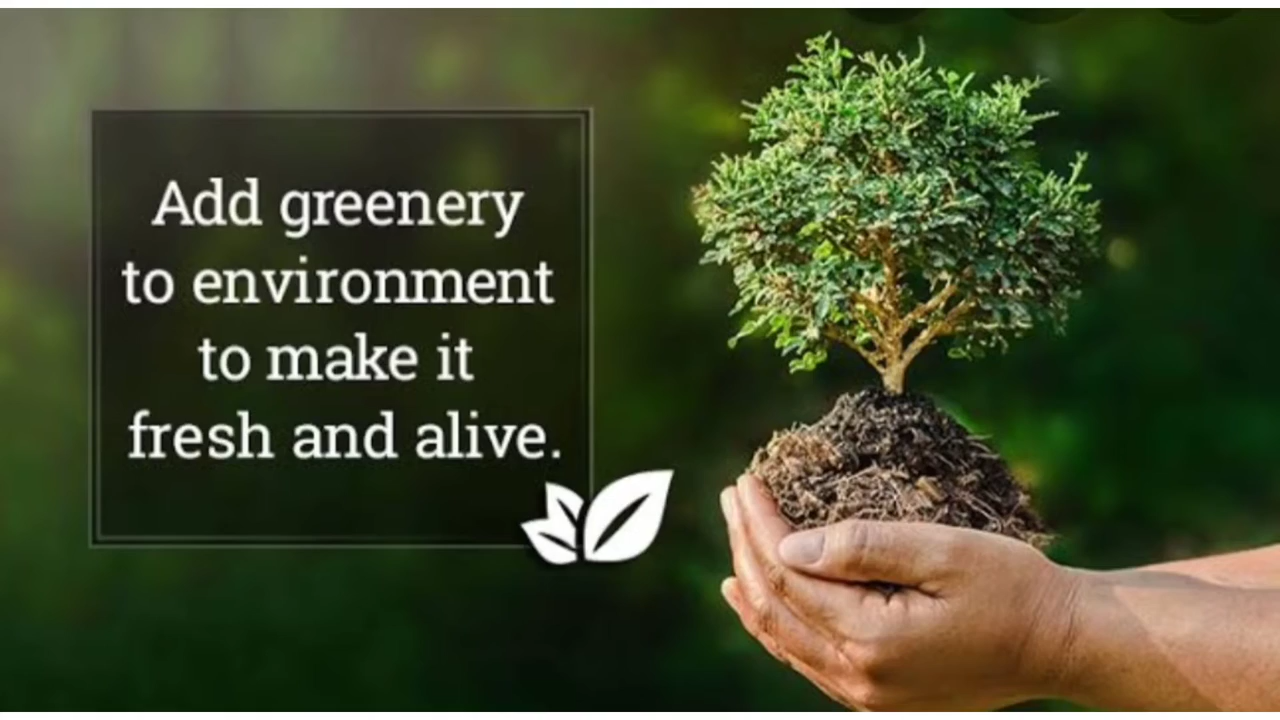 Add greenery
to environment
to make it
fresh and alive.